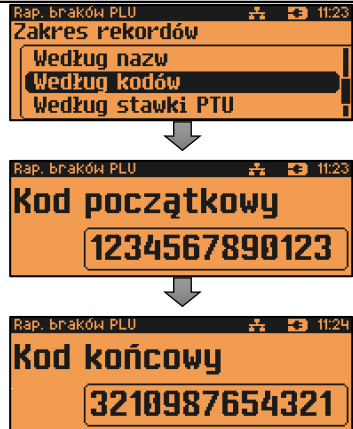 Rap. braków PLU 11:23
Zakres rekordów
Według nazw
Według kodów
Według stawki PTU
Rap. braków PLU 11:23
Kod początkowy
1234567890123
Rap. braków PLU 11:24
Kod końcowy
3210987654321